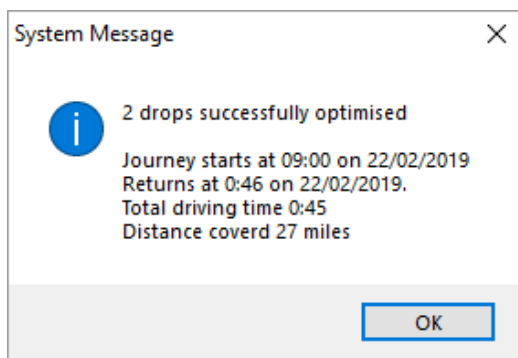 System Message
2 drops successfully optimised
Journey starts at 09:00 on 22/02/2019
Returns at 0:46 on 22/02/2019.
Total driving time 0:45
Distance coverd 27 miles
OK